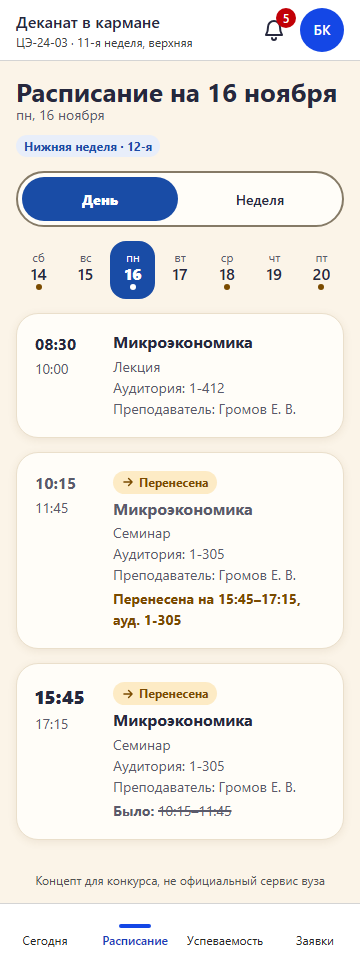 Деканат в кармане
ЦЭ-24-03 · 11-я неделя, верхняя
5
БК
Расписание на 16 ноября
пн, 16 ноября
Нижняя неделя · 12-я
День
Неделя
сб
вс
пн
вт
ср
чт
пт
14
15
16
17
18
19
20
08:30
10:00
Микроэкономика
Лекция
Аудитория: 1-412
Преподаватель: Громов Е. В.
10:15
11:45
→ Перенесена
Микроэкономика
Семинар
Аудитория: 1-305
Преподаватель: Громов Е. В.
Перенесена на 15:45–17:15,
ауд. 1-305
15:45
17:15
→ Перенесена
Микроэкономика
Семинар
Аудитория: 1-305
Преподаватель: Громов Е. В.
Было: 10:15–11:45
Концепт для конкурса, не официальный сервис вуза
Сегодня
Расписание
Успеваемость
Заявки